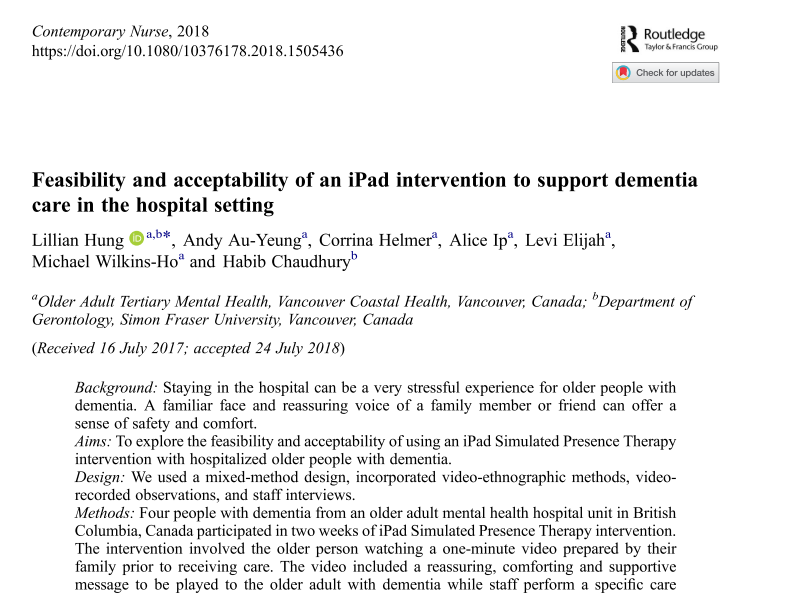 Contemporary Nurse, 2018
https://doi.org/10.1080/10376178.2018.1505436
ROUTLEDGE
Routledge
Taylor & Francis Group
Check for updates
Feasibility and acceptability of an iPad intervention to support dementia
care in the hospital setting
Lillian Hung iD a,b*, Andy Au-Yeung a, Corrina Helmer a, Alice Ip a, Levi Elijah a,
Michael Wilkins-Ho a and Habib Chaudhury b
a Older Adult Tertiary Mental Health, Vancouver Coastal Health, Vancouver, Canada; b Department of
Gerontology, Simon Fraser University, Vancouver, Canada
(Received 16 July 2017; accepted 24 July 2018)
Background: Staying in the hospital can be a very stressful experience for older people with
dementia. A familiar face and reassuring voice of a family member or friend can offer a
sense of safety and comfort.
Aims: To explore the feasibility and acceptability of using an iPad Simulated Presence Therapy
intervention with hospitalized older people with dementia.
Design: We used a mixed-method design, incorporated video-ethnographic methods, video-
recorded observations, and staff interviews.
Methods: Four people with dementia from an older adult mental health hospital unit in British
Columbia, Canada participated in two weeks of iPad Simulated Presence Therapy intervention.
The intervention involved the older person watching a one-minute video prepared by their
family prior to receiving care. The video included a reassuring, comforting and supportive
message to be played to the older adult with dementia while staff perform a specific care